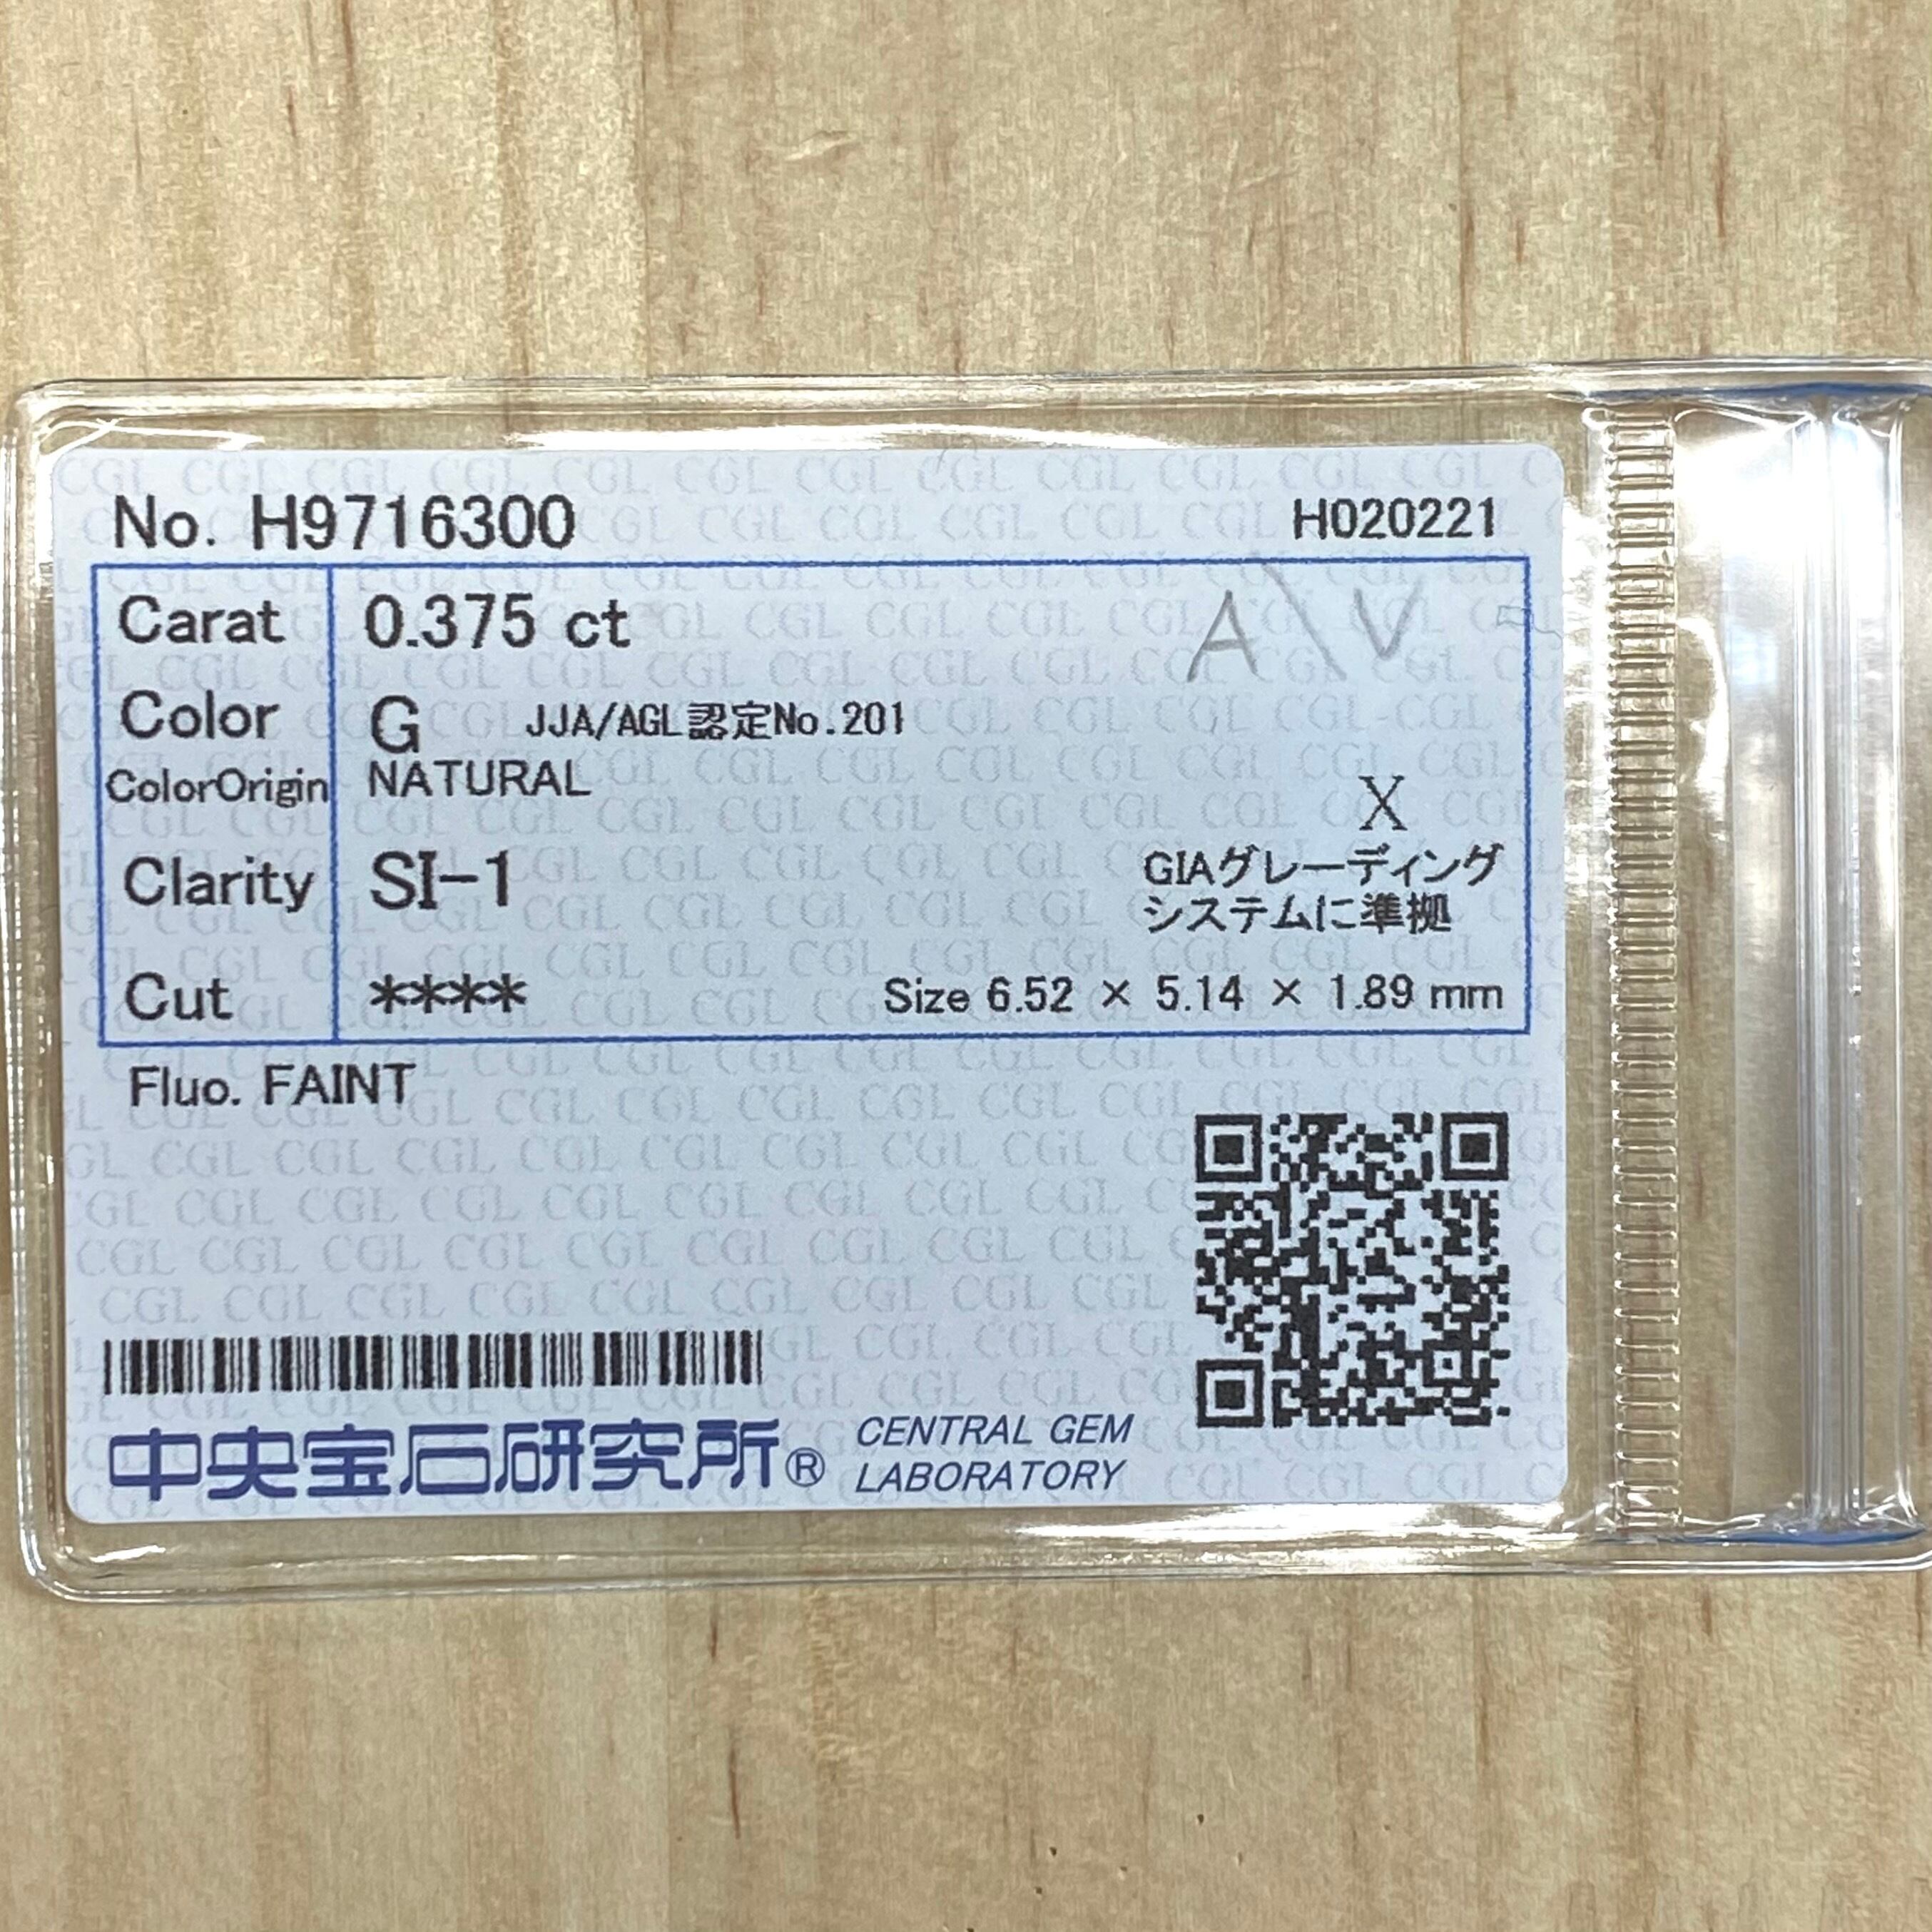 No. H9716300 H020221
Carat 0.375 ct A\V
Color G JJA/AGL認定No.201
ColorOrigin NATURAL
X
Clarity SI-1 GIAグレーディング
システムに準拠
Cut **** Size 6.52 × 5.14 × 1.89 mm
Fluo. FAINT
中央宝石研究所® CENTRAL GEM
LABORATORY